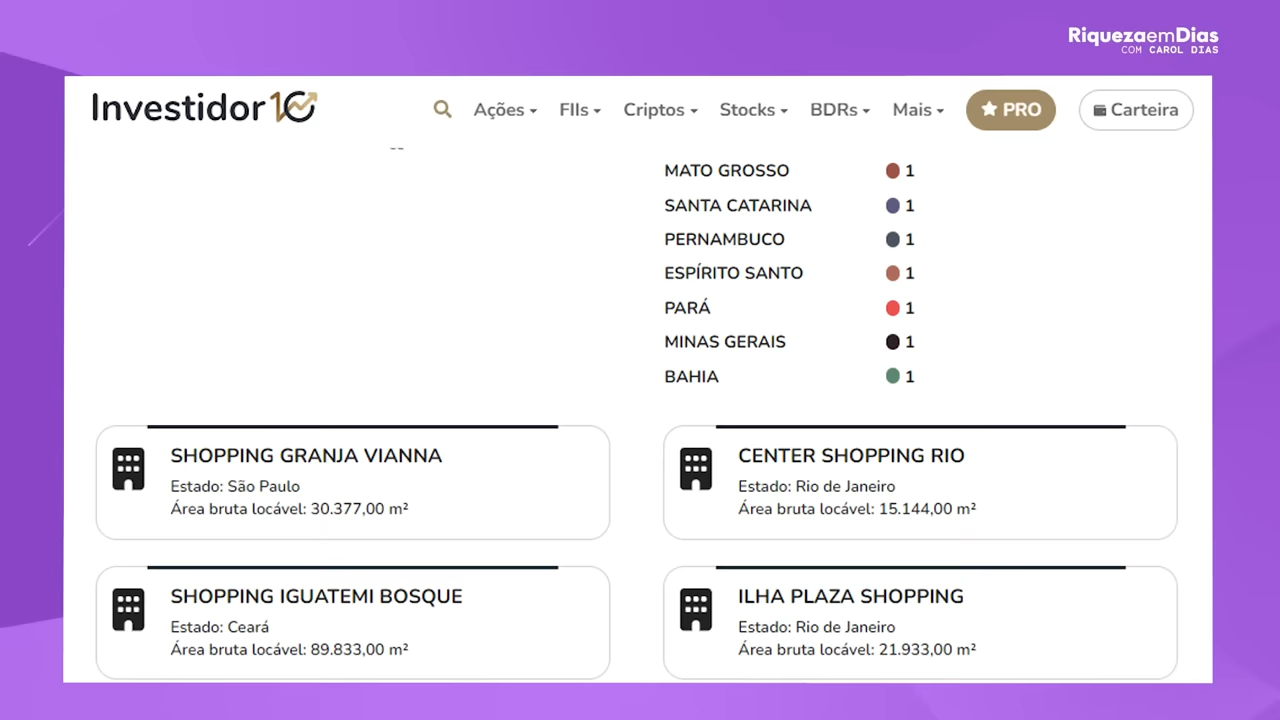 RiquezaemDias
COM CAROL DIAS
Investidor10
Ações
FIIs
Criptos
Stocks
BDRs
Mais
PRO
Carteira
MATO GROSSO 1
SANTA CATARINA 1
PERNAMBUCO 1
ESPÍRITO SANTO 1
PARÁ 1
MINAS GERAIS 1
BAHIA 1
SHOPPING GRANJA VIANNA
Estado: São Paulo
Área bruta locável: 30.377,00 m²
CENTER SHOPPING RIO
Estado: Rio de Janeiro
Área bruta locável: 15.144,00 m²
SHOPPING IGUATEMI BOSQUE
Estado: Ceará
Área bruta locável: 89.833,00 m²
ILHA PLAZA SHOPPING
Estado: Rio de Janeiro
Área bruta locável: 21.933,00 m²